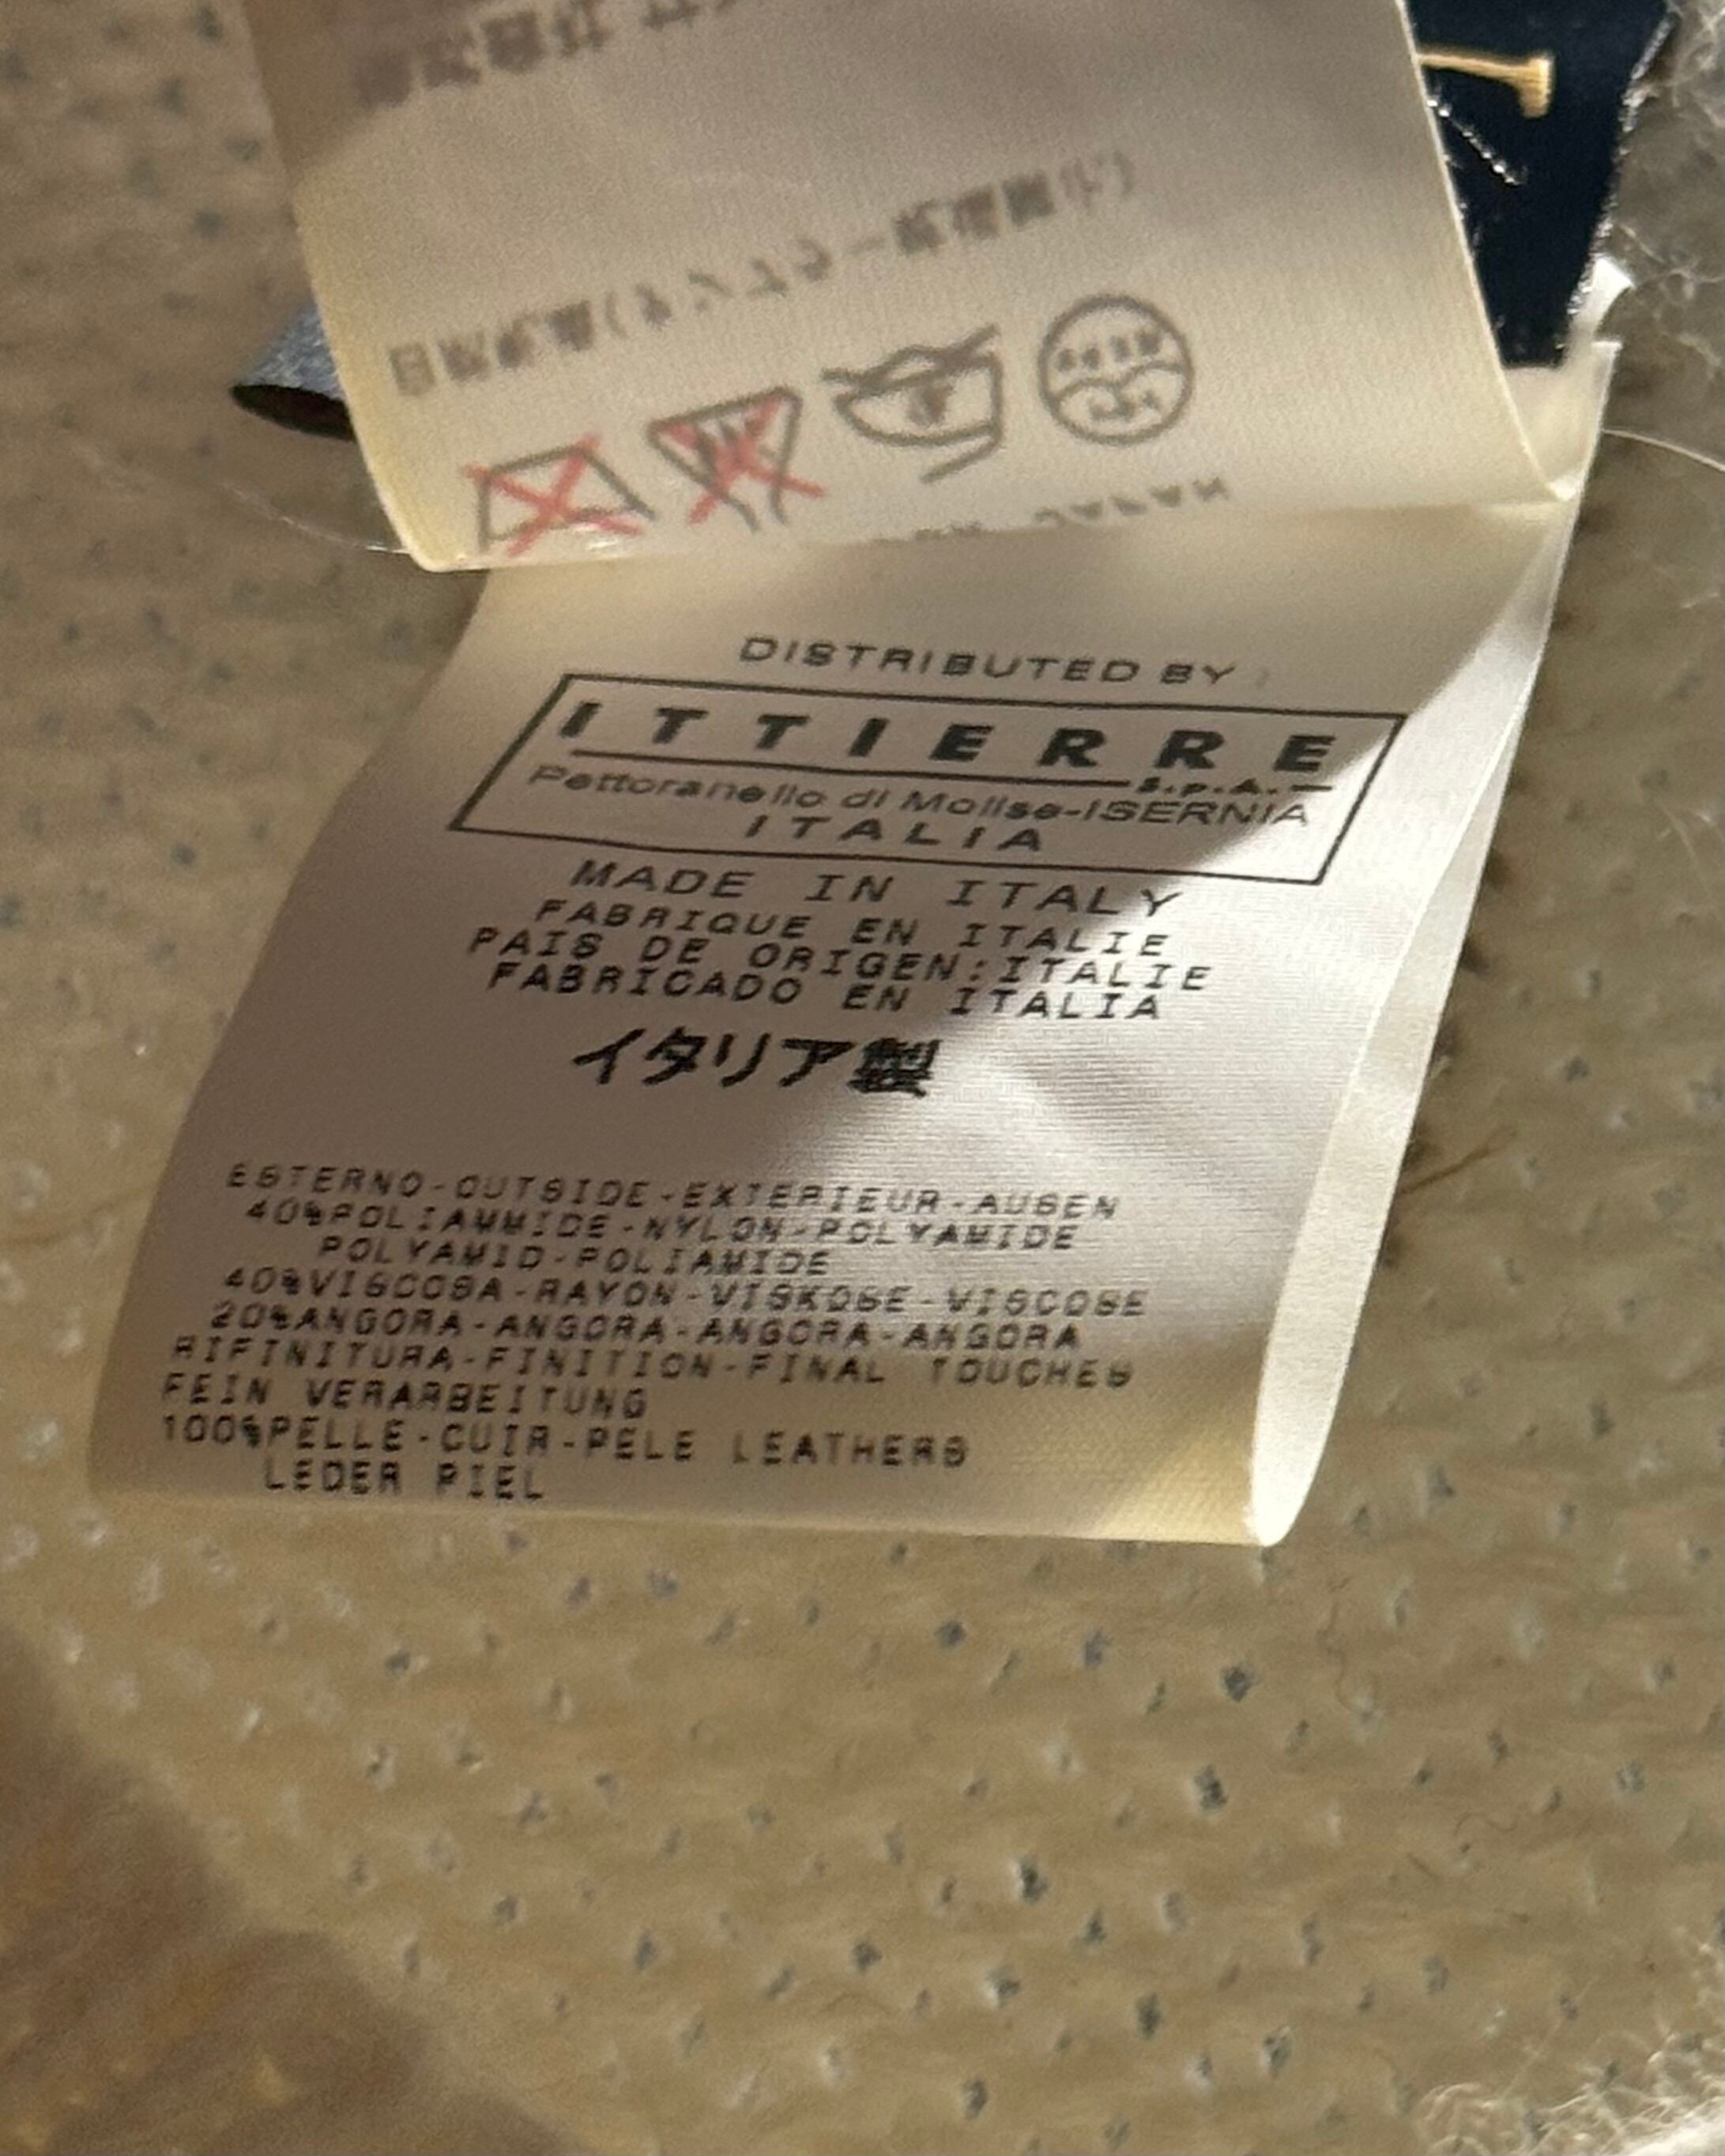 DISTRIBUTED BY
ITTIERRE
S.p.A.
Pettoranello di Molise-ISERNIA
ITALIA
MADE IN ITALY
FABRIQUE EN ITALIE
PAIS DE ORIGEN:ITALIE
FABRICADO EN ITALIA
イタリア製
ESTERNO-OUTSIDE-EXTERIEUR-AUSEN
40%POLIAMMIDE-NYLON-POLYAMIDE
POLYAMID-POLIAMIDE
40%VISCOSA-RAYON-VISKOSE-VISCOSE
20%ANGORA-ANGORA-ANGORA-ANGORA
RIFINITURA-FINITION-FINAL TOUCHES
FEIN VERARBEITUNG
100%PELLE-CUIR-PELE LEATHERS
LEDER PIEL